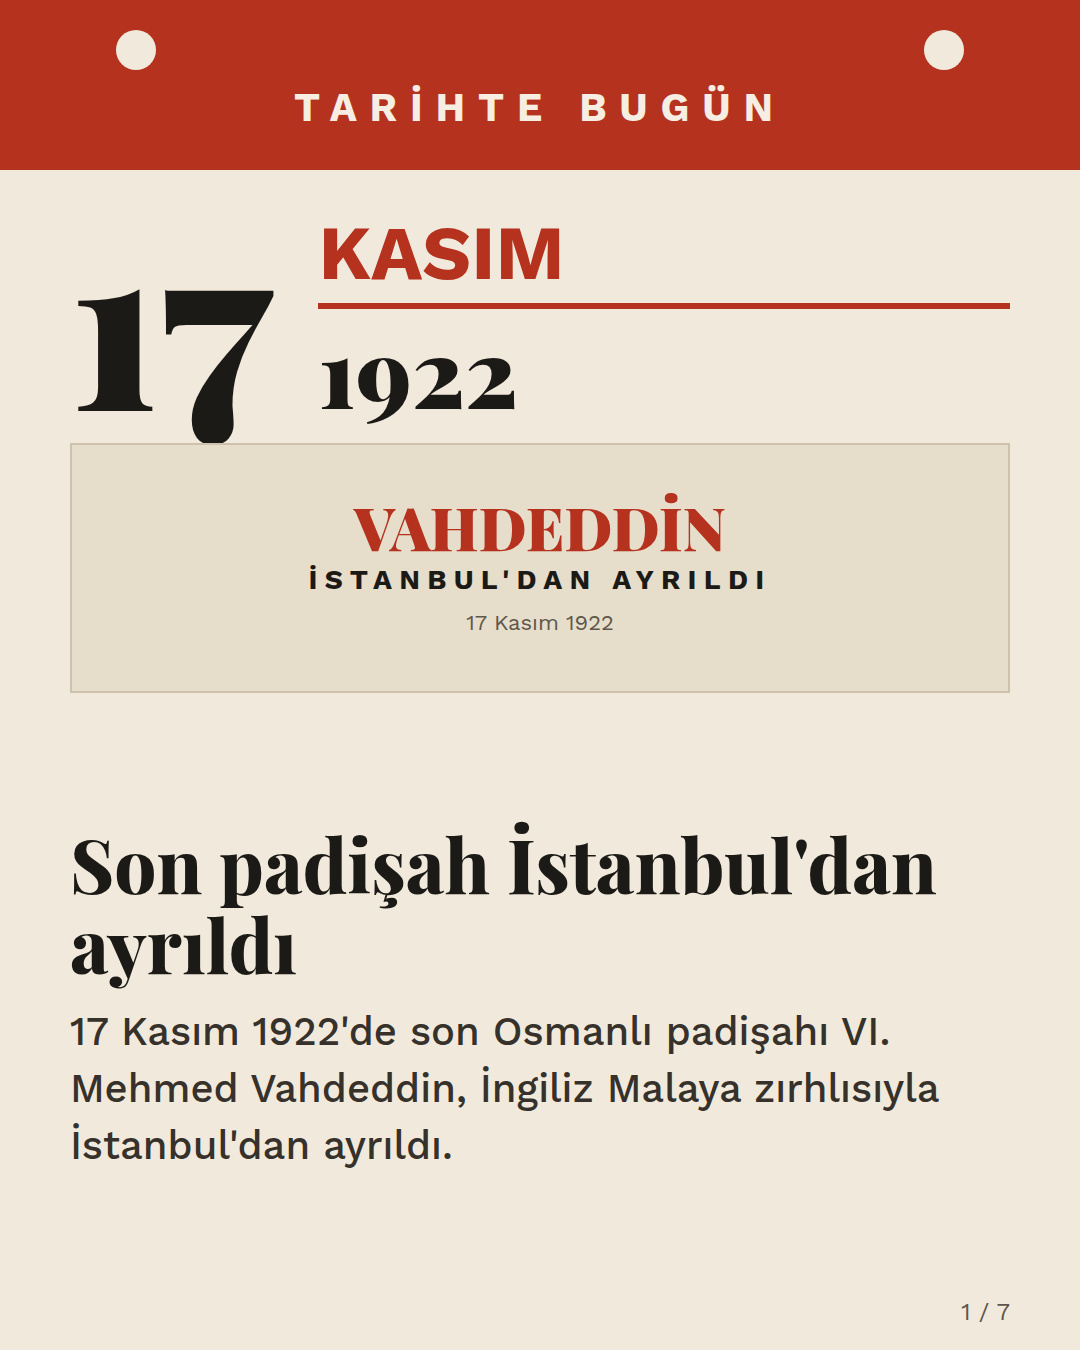 TARİHTE BUGÜN
17
KASIM
1922
VAHDEDDİN
İSTANBUL'DAN AYRILDI
17 Kasım 1922
Son padişah İstanbul'dan
ayrıldı
17 Kasım 1922'de son Osmanlı padişahı VI.
Mehmed Vahdeddin, İngiliz Malaya zırhlısıyla
İstanbul'dan ayrıldı.
1 / 7